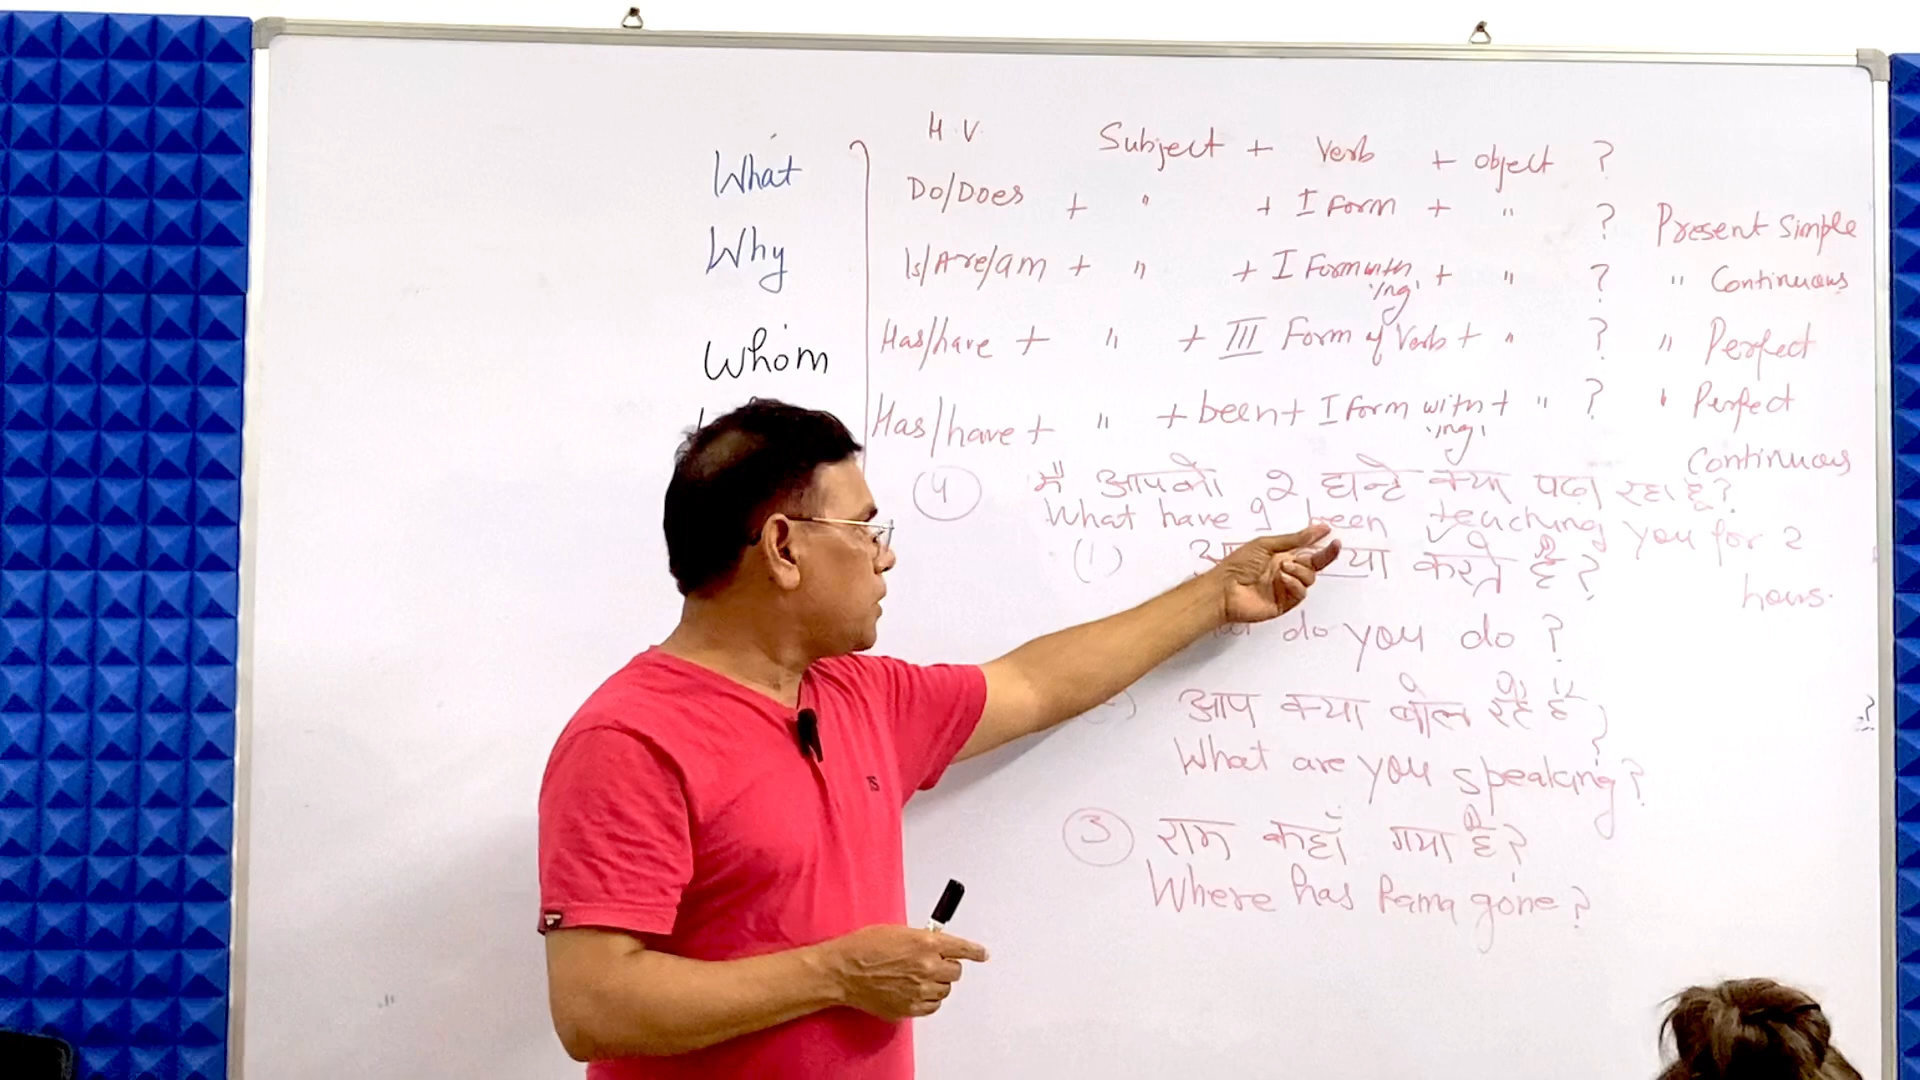 H.V. Subject + Verb + object ?
What
Do/Does + " + I Form + " ? Present Simple
Why
Is/Are/am + " + I Form with 'ing' + " ? " Continuous
Whom
Has/have + " + III Form of Verb + " ? " Perfect
Has/have + " + been + I form with 'ing' + " ? " Perfect Continuous
(4) मैं आपको 2 घन्टे क्या पढ़ा रहा हूँ?
What have I been teaching you for 2 hours.
(1) क्या करते हैं?
do you do ?
आप क्या बोल रहे हैं ?
What are you speaking?
(3) राम कहाँ गया है?
Where has Rama gone ?